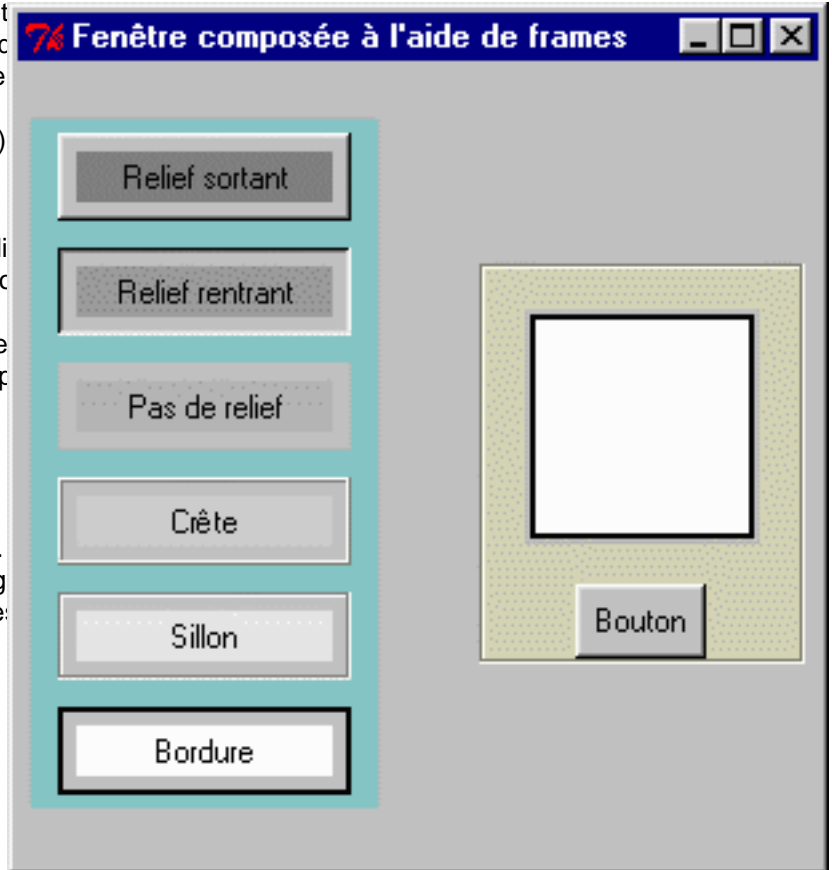 Fenêtre composée à l'aide de frames
Relief sortant
Relief rentrant
Pas de relief
Crête
Sillon
Bordure
Bouton